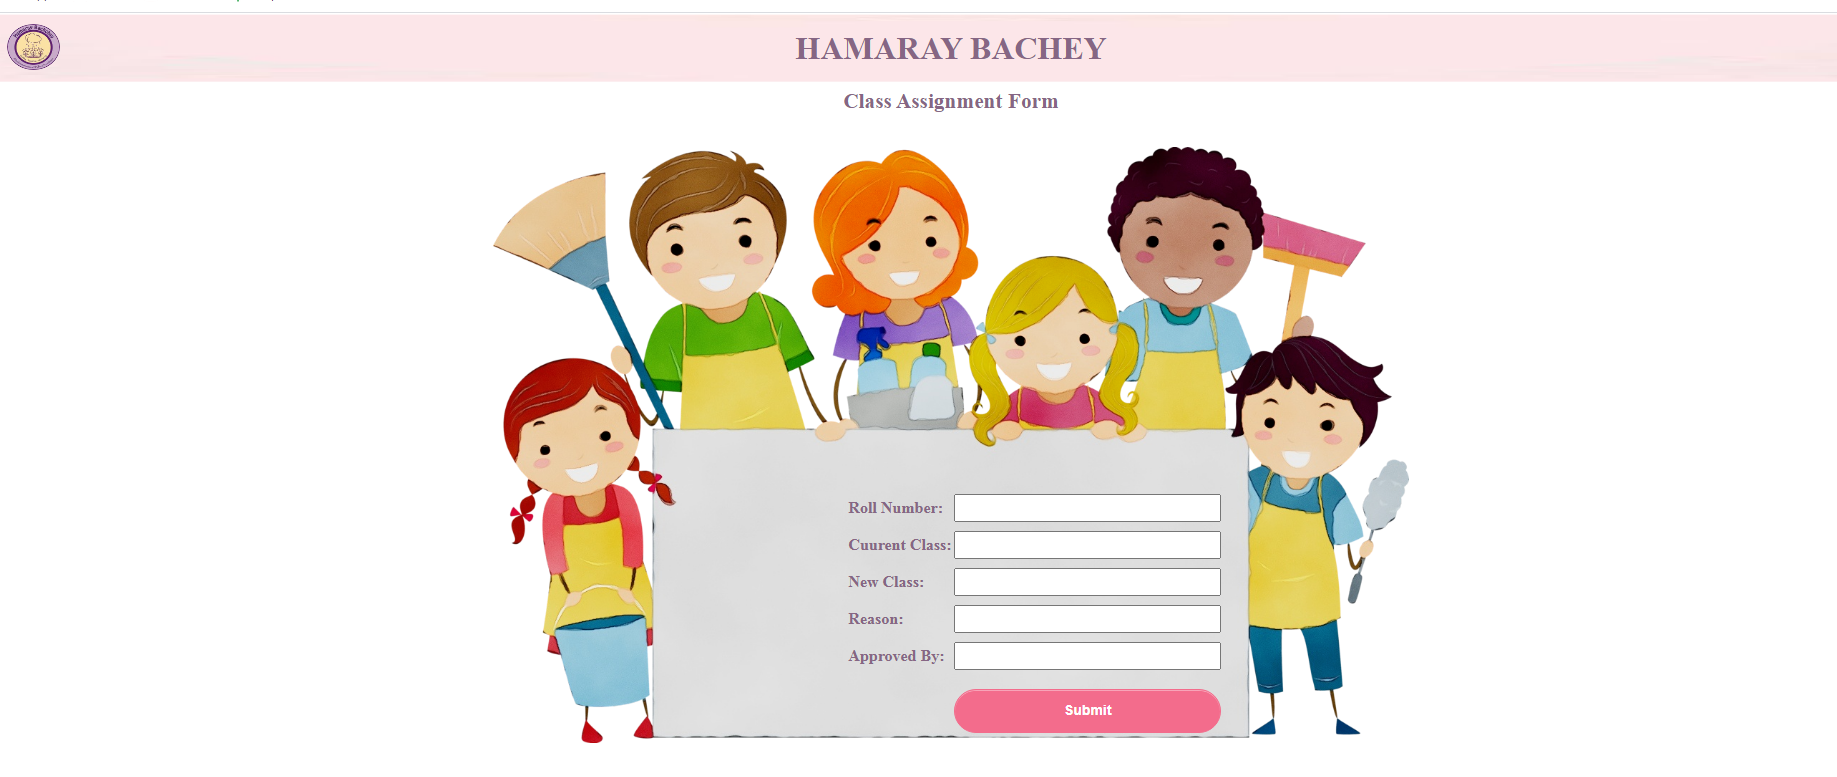 HAMARAY BACHEY
Class Assignment Form
Roll Number:
Cuurent Class:
New Class:
Reason:
Approved By:
Submit